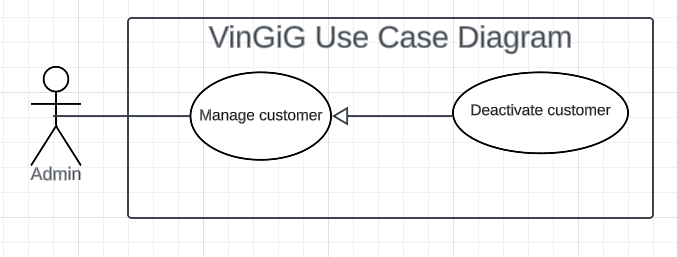 VinGiG Use Case Diagram
Manage customer
Deactivate customer
Admin